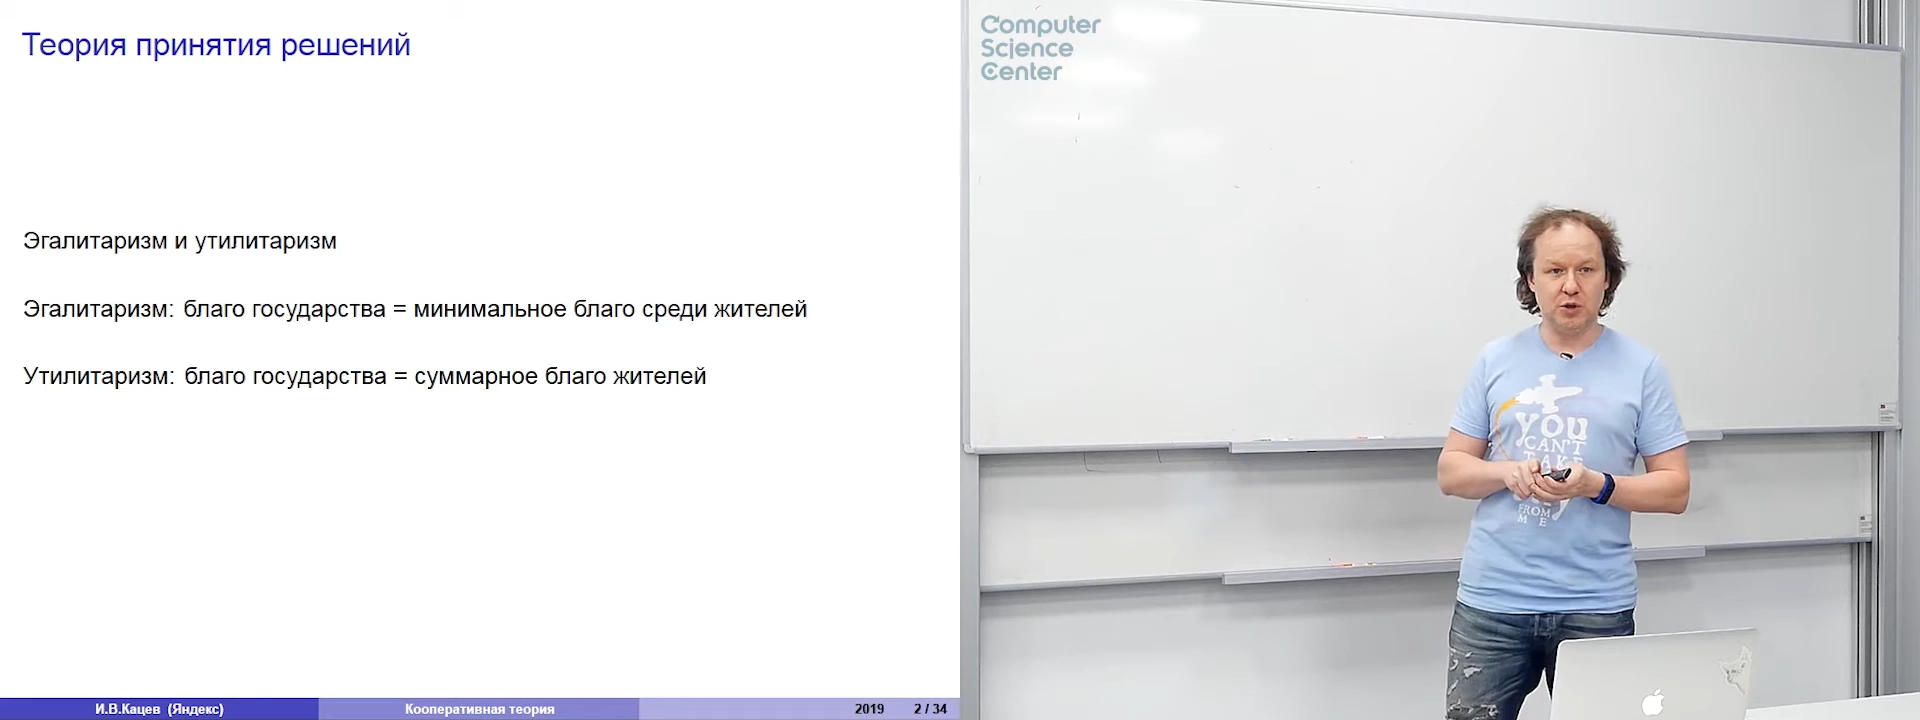 Теория принятия решений
Эгалитаризм и утилитаризм
Эгалитаризм: благо государства = минимальное благо среди жителей
Утилитаризм: благо государства = суммарное благо жителей
И.В.Кацев (Яндекс) Кооперативная теория 2019 2 / 34
Computer
Science
Center
you
CAN'T
TAKE
FROM
ME